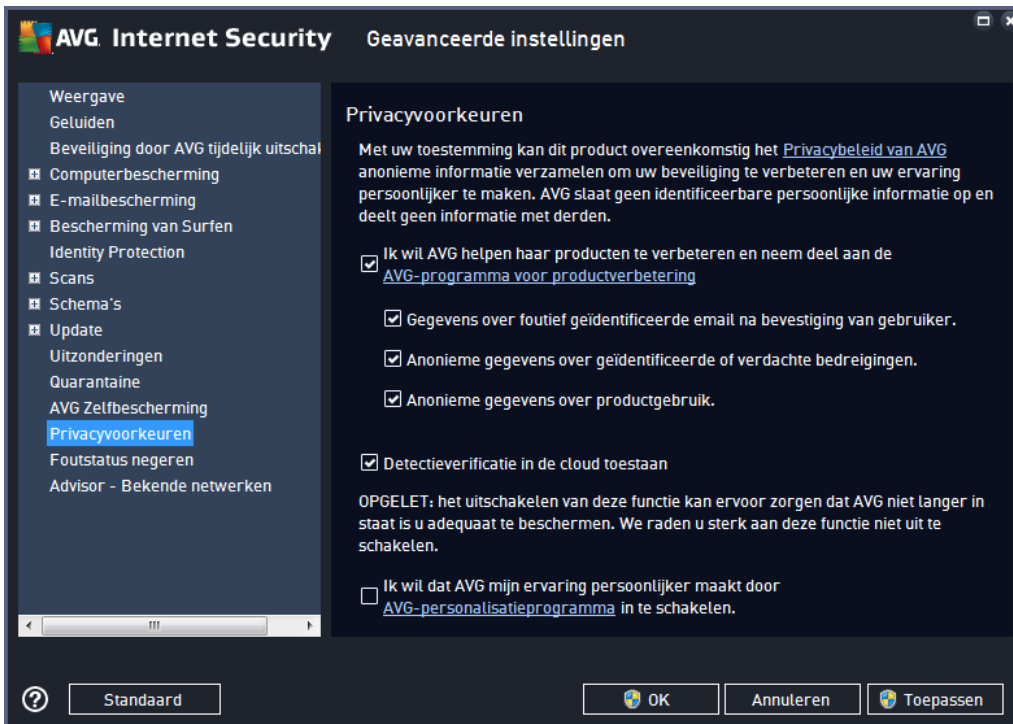 AVG. Internet Security Geavanceerde instellingen
Weergave
Geluiden
Beveiliging door AVG tijdelijk uitschal
Computerbescherming
E-mailbescherming
Bescherming van Surfen
Identity Protection
Scans
Schema's
Update
Uitzonderingen
Quarantaine
AVG Zelfbescherming
Privacyvoorkeuren
Foutstatus negeren
Advisor - Bekende netwerken
Privacyvoorkeuren
Met uw toestemming kan dit product overeenkomstig het Privacybeleid van AVG
anonieme informatie verzamelen om uw beveiliging te verbeteren en uw ervaring
persoonlijker te maken. AVG slaat geen identificeerbare persoonlijke informatie op en
deelt geen informatie met derden.
Ik wil AVG helpen haar producten te verbeteren en neem deel aan de
AVG-programma voor productverbetering
Gegevens over foutief geïdentificeerde email na bevestiging van gebruiker.
Anonieme gegevens over geïdentificeerde of verdachte bedreigingen.
Anonieme gegevens over productgebruik.
Detectieverificatie in de cloud toestaan
OPGELET: het uitschakelen van deze functie kan ervoor zorgen dat AVG niet langer in
staat is u adequaat te beschermen. We raden u sterk aan deze functie niet uit te
schakelen.
Ik wil dat AVG mijn ervaring persoonlijker maakt door
AVG-personalisatieprogramma in te schakelen.
? Standaard OK Annuleren Toepassen